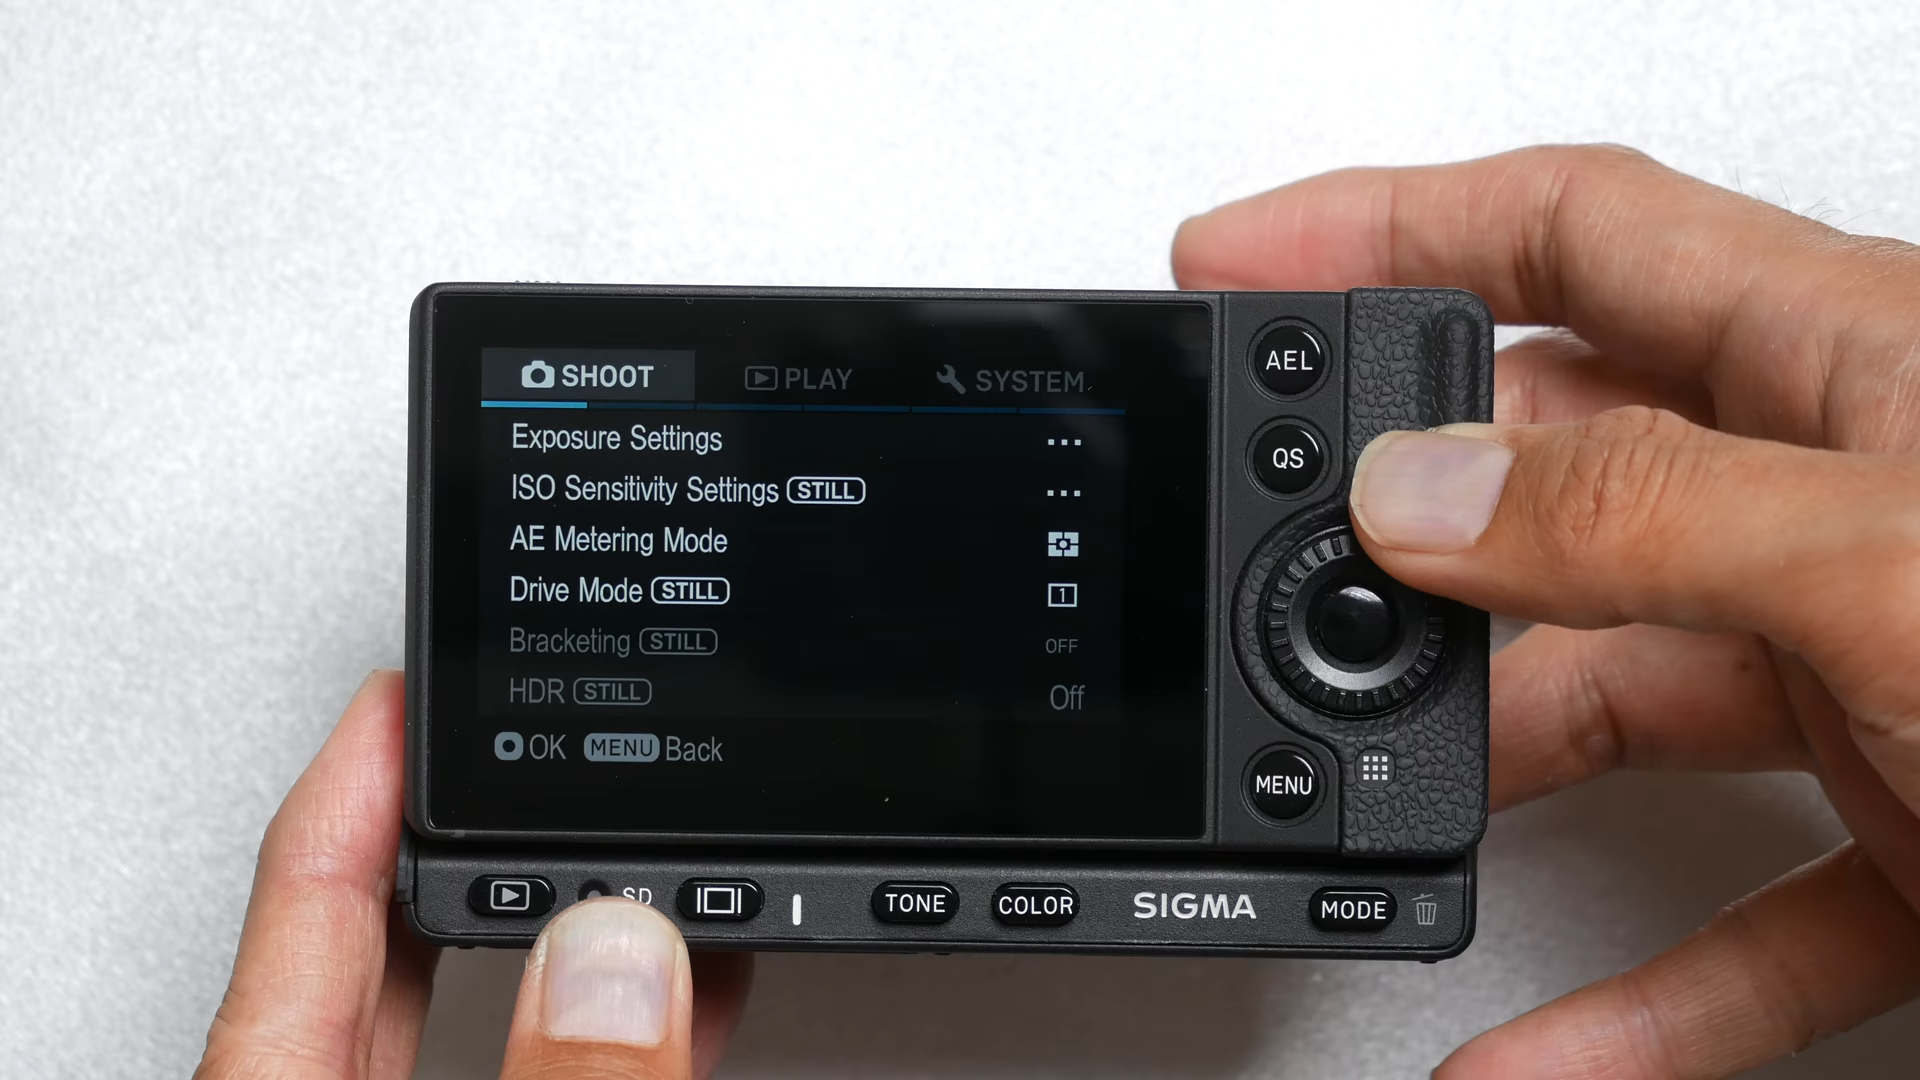 SHOOT PLAY SYSTEM
Exposure Settings ...
ISO Sensitivity Settings STILL ...
AE Metering Mode
Drive Mode STILL 1
Bracketing STILL OFF
HDR STILL Off
OK MENU Back
AEL
QS
MENU
SD TONE COLOR SIGMA MODE